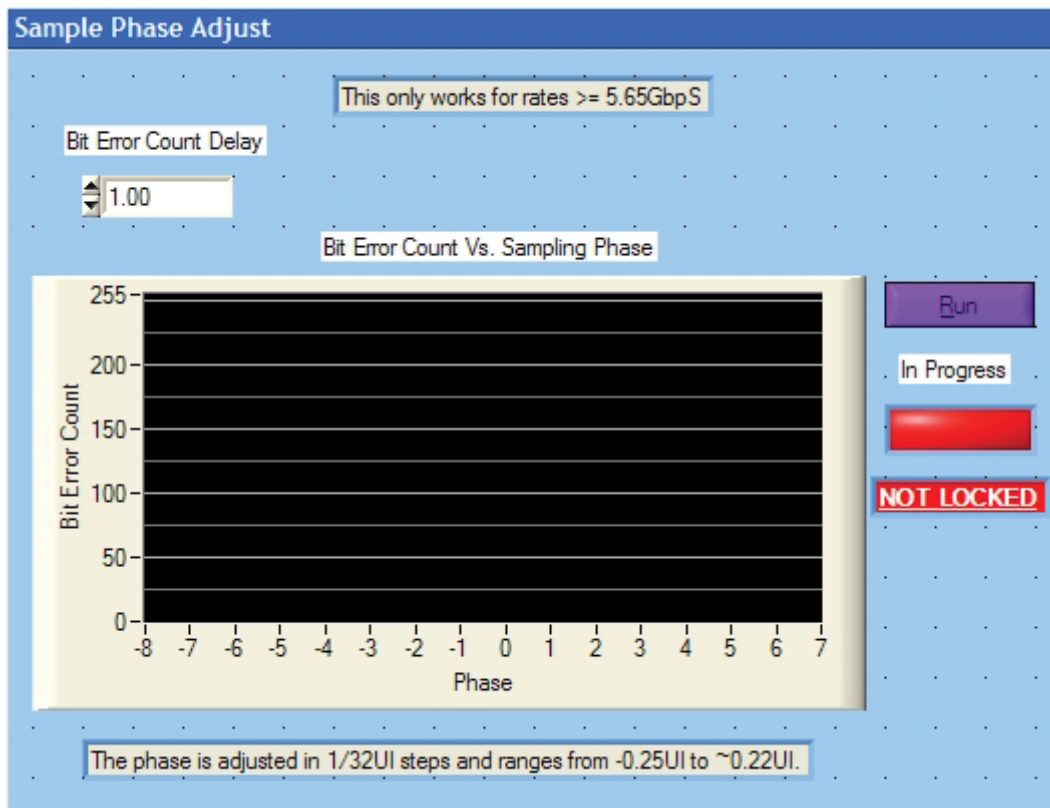 Sample Phase Adjust
This only works for rates >= 5.65GbpS
Bit Error Count Delay
1.00
Bit Error Count Vs. Sampling Phase
255
200
150
100
50
0
Bit Error Count
-8 -7 -6 -5 -4 -3 -2 -1 0 1 2 3 4 5 6 7
Phase
Run
In Progress
NOT LOCKED
The phase is adjusted in 1/32UI steps and ranges from -0.25UI to ~0.22UI.